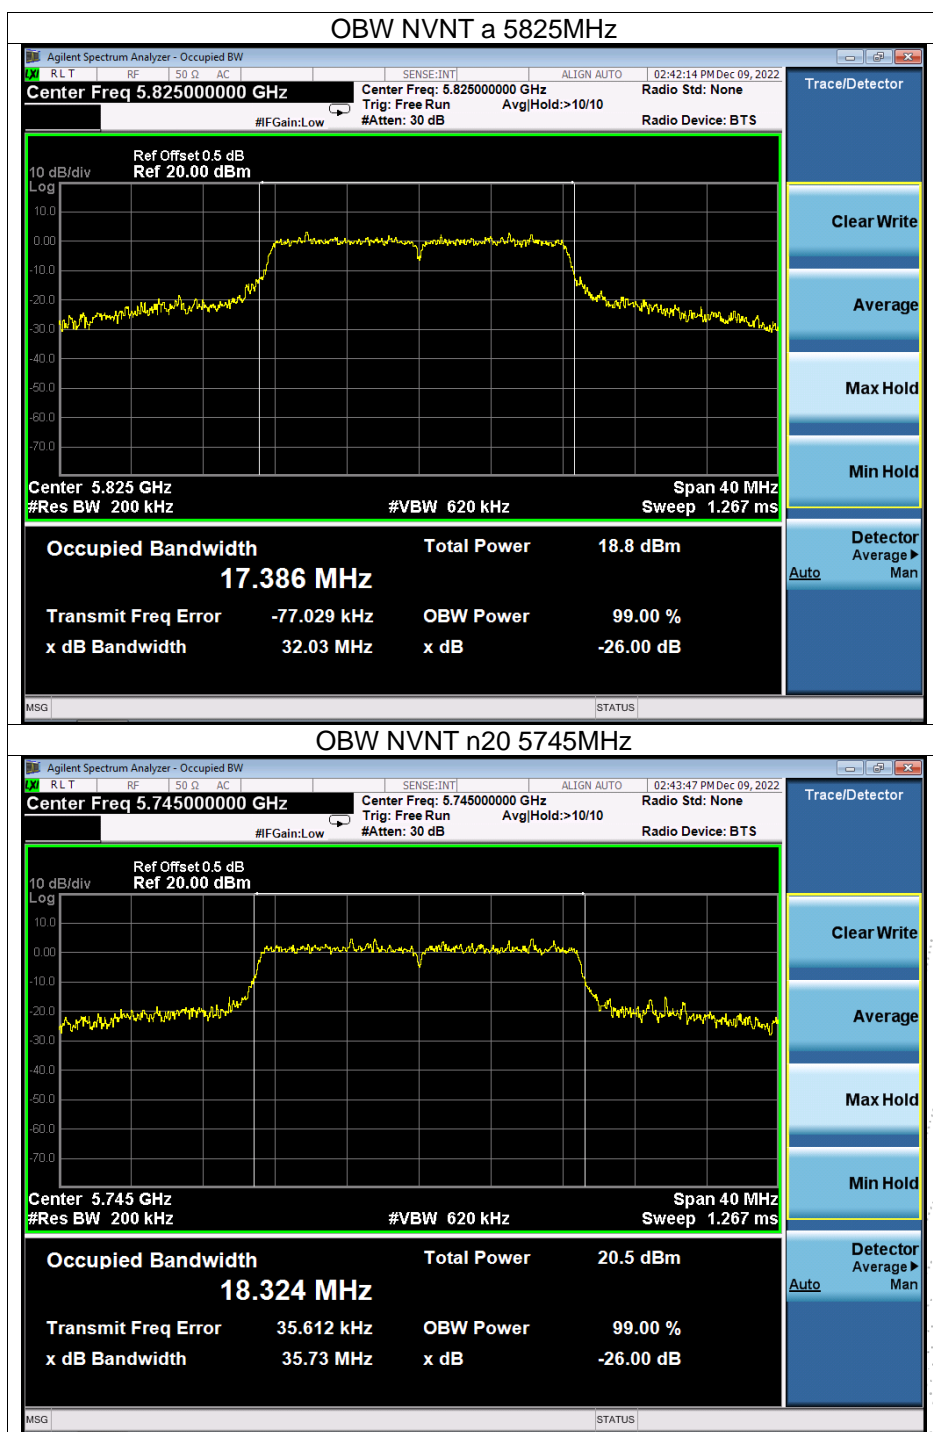 OBW NVNT a 5825MHz
Agilent Spectrum Analyzer - Occupied BW
LXI RLT RF 50 Ω AC SENSE:INT ALIGN AUTO 02:42:14 PM Dec 09, 2022
Center Freq 5.825000000 GHz Center Freq: 5.825000000 GHz Radio Std: None Trace/Detector
Trig: Free Run Avg|Hold:>10/10
#IFGain:Low #Atten: 30 dB Radio Device: BTS
Ref Offset 0.5 dB
10 dB/div Ref 20.00 dBm
Log
10.0
0.00
-10.0
-20.0
-30.0
-40.0
-50.0
-60.0
-70.0
Center 5.825 GHz Span 40 MHz
#Res BW 200 kHz #VBW 620 kHz Sweep 1.267 ms
Clear Write
Average
Max Hold
Min Hold
Detector
Average▶
Auto Man
Occupied Bandwidth Total Power 18.8 dBm
17.386 MHz
Transmit Freq Error -77.029 kHz OBW Power 99.00 %
x dB Bandwidth 32.03 MHz x dB -26.00 dB
MSG STATUS
OBW NVNT n20 5745MHz
Agilent Spectrum Analyzer - Occupied BW
LXI RLT RF 50 Ω AC SENSE:INT ALIGN AUTO 02:43:47 PM Dec 09, 2022
Center Freq 5.745000000 GHz Center Freq: 5.745000000 GHz Radio Std: None Trace/Detector
Trig: Free Run Avg|Hold:>10/10
#IFGain:Low #Atten: 30 dB Radio Device: BTS
Ref Offset 0.5 dB
10 dB/div Ref 20.00 dBm
Log
10.0
0.00
-10.0
-20.0
-30.0
-40.0
-50.0
-60.0
-70.0
Center 5.745 GHz Span 40 MHz
#Res BW 200 kHz #VBW 620 kHz Sweep 1.267 ms
Clear Write
Average
Max Hold
Min Hold
Detector
Average▶
Auto Man
Occupied Bandwidth Total Power 20.5 dBm
18.324 MHz
Transmit Freq Error 35.612 kHz OBW Power 99.00 %
x dB Bandwidth 35.73 MHz x dB -26.00 dB
MSG STATUS